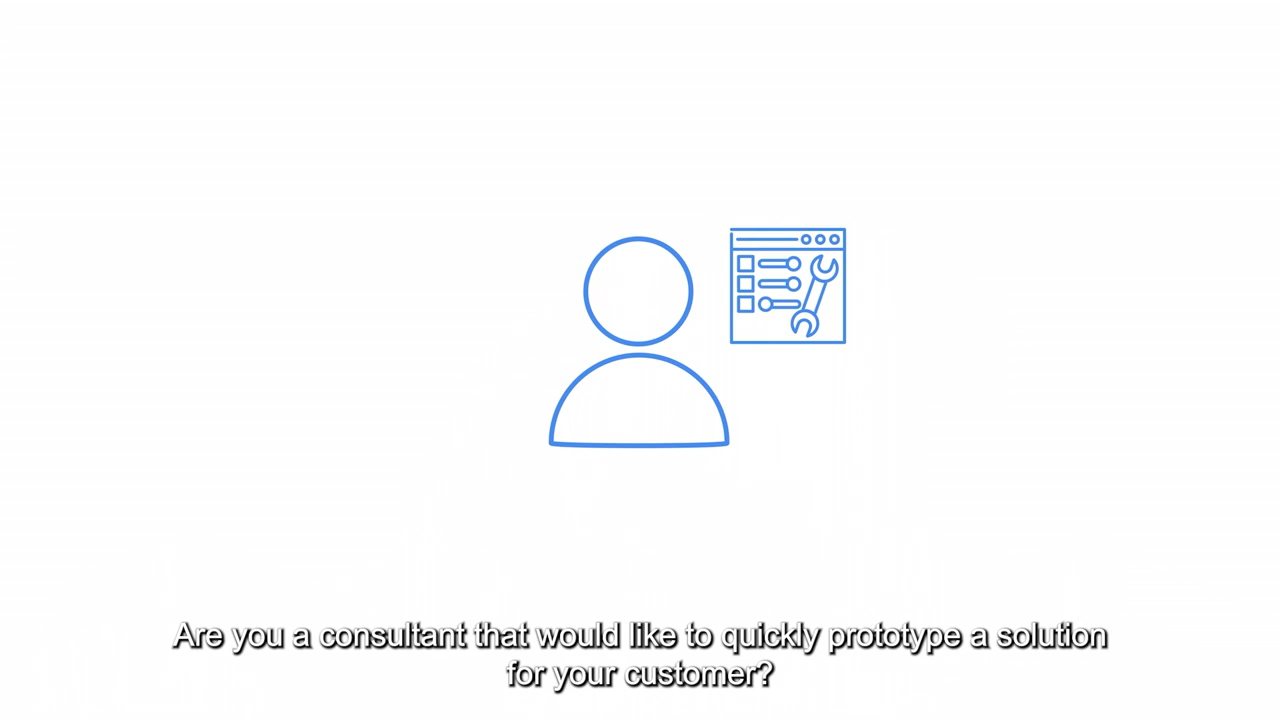 Are you a consultant that would like to quickly prototype a solution
for your customer?